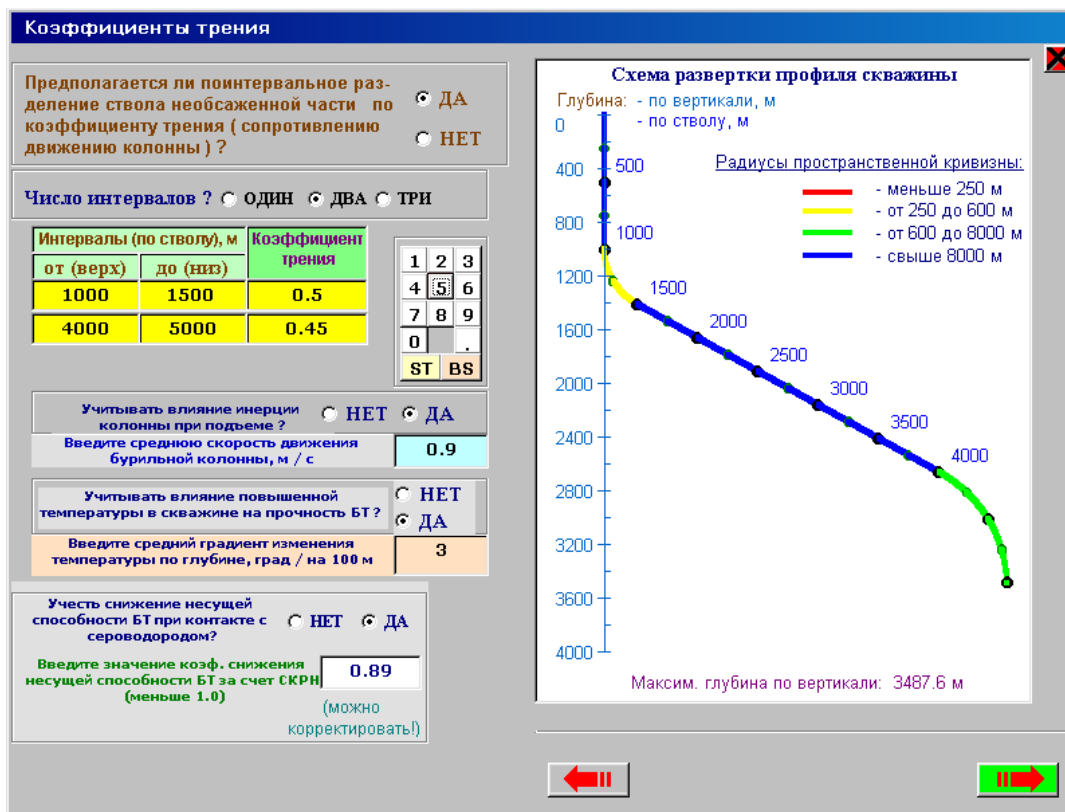 Коэффициенты трения
Предполагается ли поинтервальное раз-
деление ствола необсаженной части по
коэффициенту трения ( сопротивлению
движению колонны ) ?
ДА
НЕТ
Число интервалов ? ОДИН ДВА ТРИ
Интервалы (по стволу), м
Коэффициент
трения
от (верх) до (низ)
1000 1500 0.5
4000 5000 0.45
1 2 3
4 5 6
7 8 9
0 .
ST BS
Учитывать влияние инерции
колонны при подъеме ?
НЕТ ДА
Введите среднюю скорость движения
бурильной колонны, м / с
0.9
Учитывать влияние повышенной
температуры в скважине на прочность БТ?
НЕТ
ДА
Введите средний градиент изменения
температуры по глубине, град / на 100 м
3
Учесть снижение несущей
способности БТ при контакте с
сероводородом?
НЕТ ДА
Введите значение коэф. снижения
несущей способности БТ за счет СКРН
(меньше 1.0)
0.89
(можно
корректировать!)
Схема развертки профиля скважины
Глубина: - по вертикали, м
- по стволу, м
0
400
800
1200
1600
2000
2400
2800
3200
3600
4000
500
1000
1500
2000
2500
3000
3500
4000
Радиусы пространственной кривизны:
- меньше 250 м
- от 250 до 600 м
- от 600 до 8000 м
- свыше 8000 м
Максим. глубина по вертикали: 3487.6 м